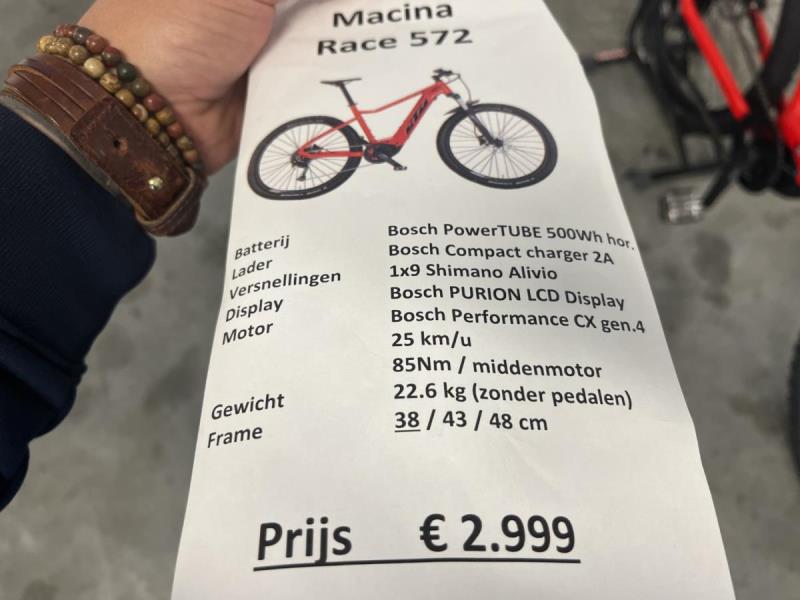 Macina
Race 572
KTM
Batterij Bosch PowerTUBE 500Wh hor.
Lader Bosch Compact charger 2A
Versnellingen 1x9 Shimano Alivio
Display Bosch PURION LCD Display
Motor Bosch Performance CX gen.4
25 km/u
85Nm / middenmotor
Gewicht 22.6 kg (zonder pedalen)
Frame 38 / 43 / 48 cm
Prijs € 2.999